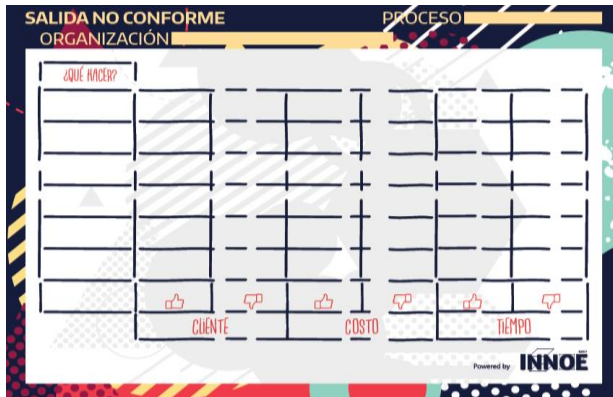 SALIDA NO CONFORME
PROCESO
ORGANIZACIÓN
¿QUÉ HACER?
CLIENTE
COSTO
TIEMPO
Powered by INNOE